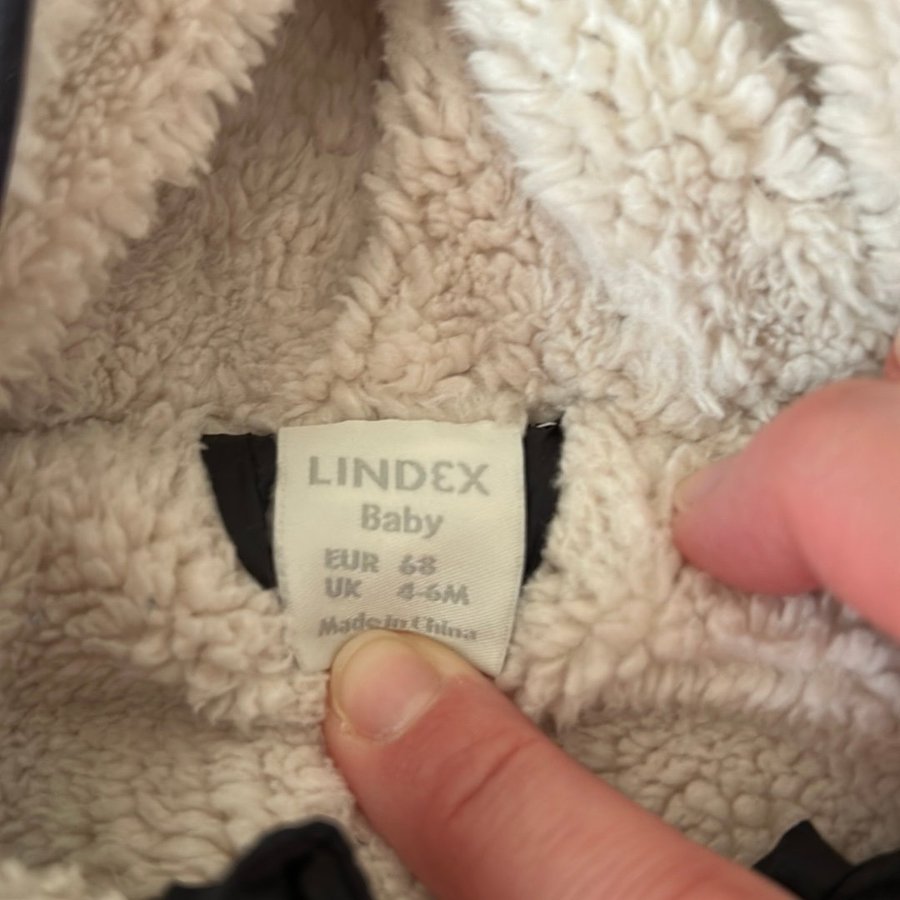 LINDEX
Baby
EUR 68
UK 4-6M
Made in China